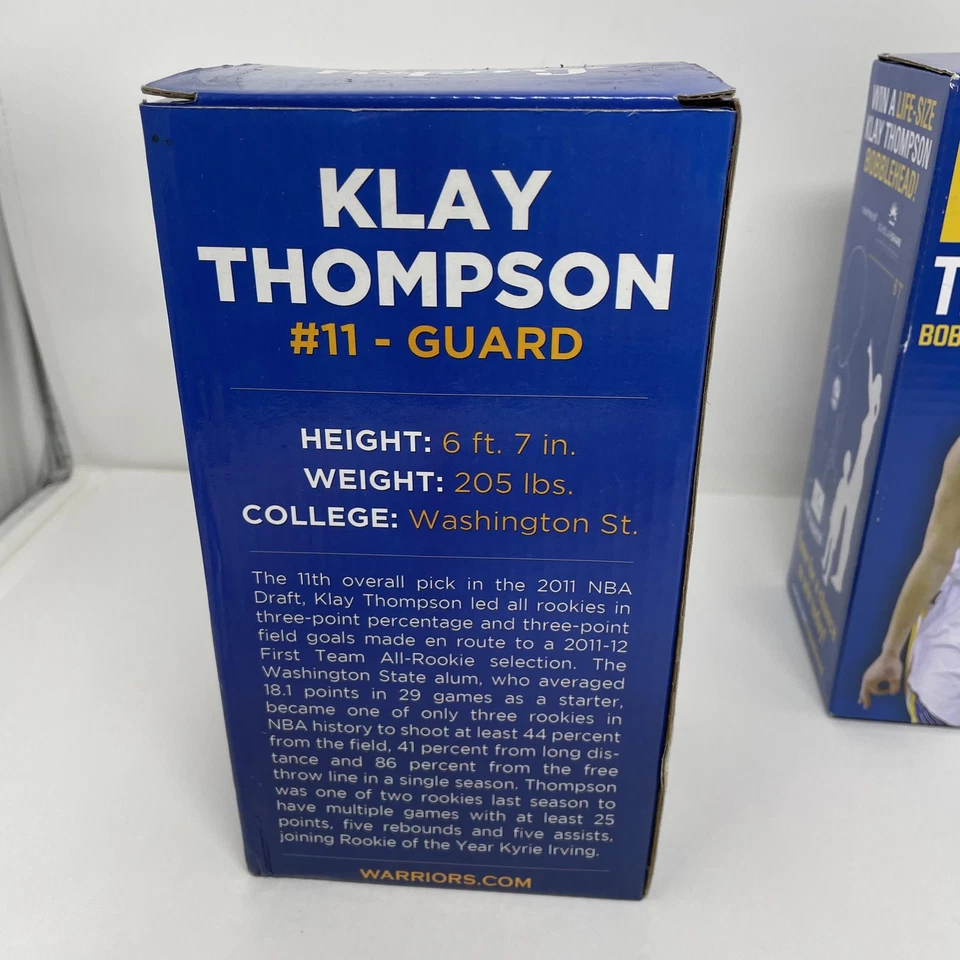 KLAY
THOMPSON
#11 - GUARD
HEIGHT: 6 ft. 7 in.
WEIGHT: 205 lbs.
COLLEGE: Washington St.
The 11th overall pick in the 2011 NBA
Draft, Klay Thompson led all rookies in
three-point percentage and three-point
field goals made en route to a 2011-12
First Team All-Rookie selection. The
Washington State alum, who averaged
18.1 points in 29 games as a starter,
became one of only three rookies in
NBA history to shoot at least 44 percent
from the field, 41 percent from long dis-
tance and 86 percent from the free
throw line in a single season. Thompson
was one of two rookies last season to
have multiple games with at least 25
points, five rebounds and five assists,
joining Rookie of the Year Kyrie Irving.
WARRIORS.COM
WIN A LIFE-SIZE
KLAY THOMPSON
BOBBLEHEAD!
T
BOB